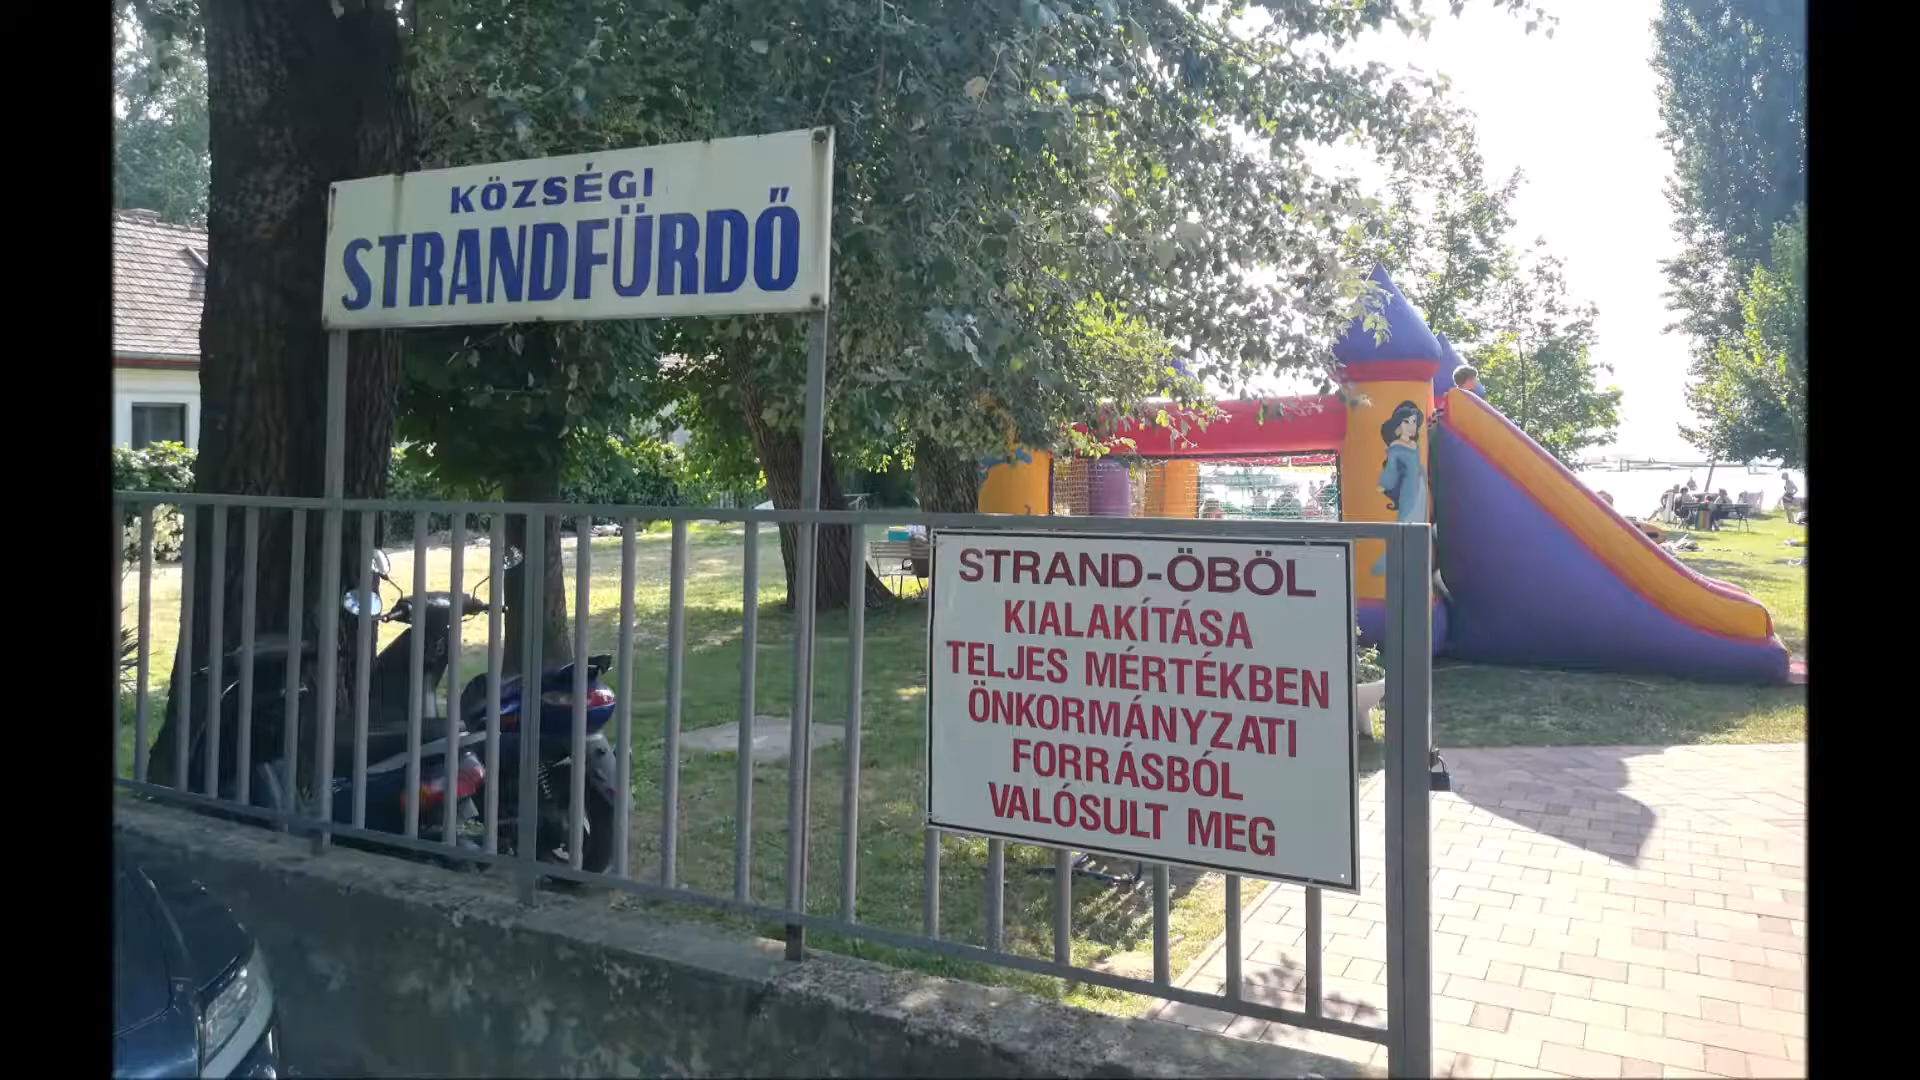 KÖZSÉGI
STRANDFÜRDŐ
STRAND-ÖBÖL
KIALAKÍTÁSA
TELJES MÉRTÉKBEN
ÖNKORMÁNYZATI
FORRÁSBÓL
VALÓSULT MEG